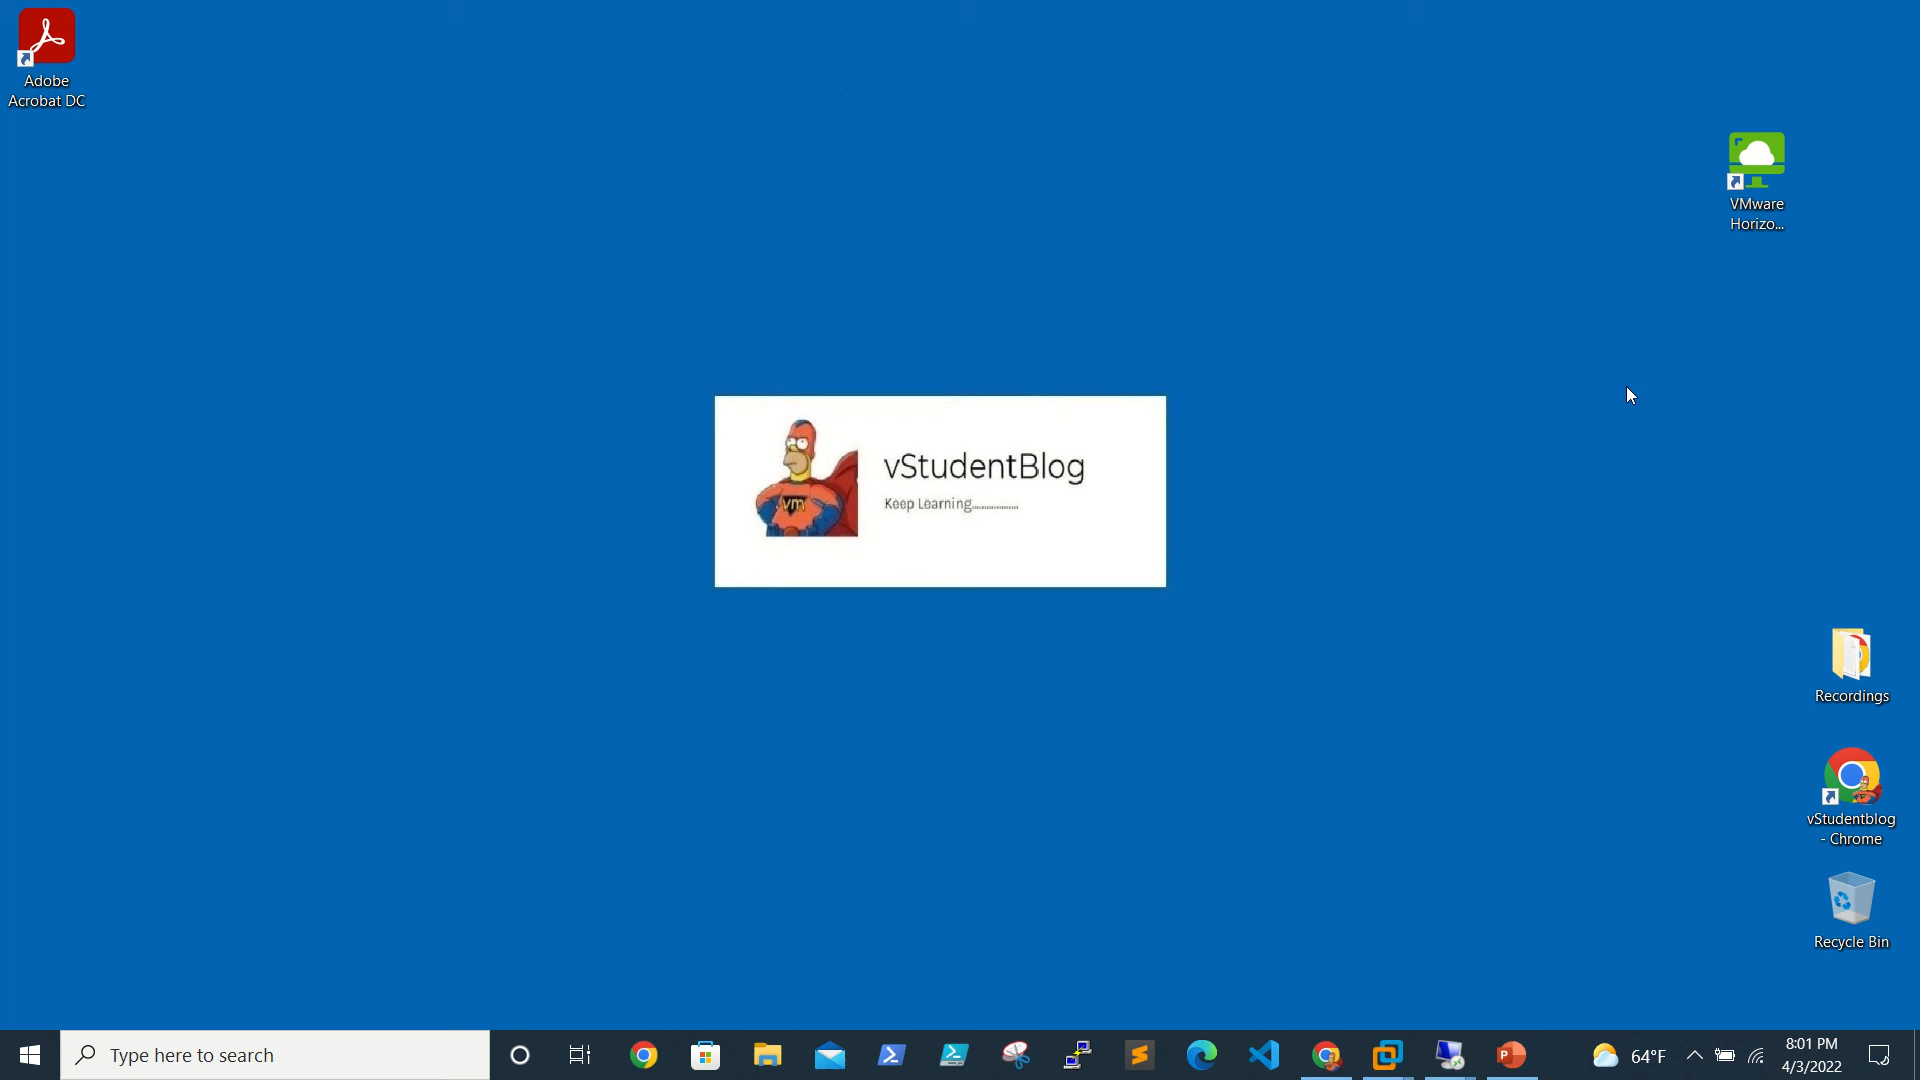 Adobe
Acrobat DC
VMware
Horizo...
vm
vStudentBlog
Keep Learning..................
Recordings
vStudentblog
- Chrome
Recycle Bin
Type here to search
64°F
8:01 PM
4/3/2022